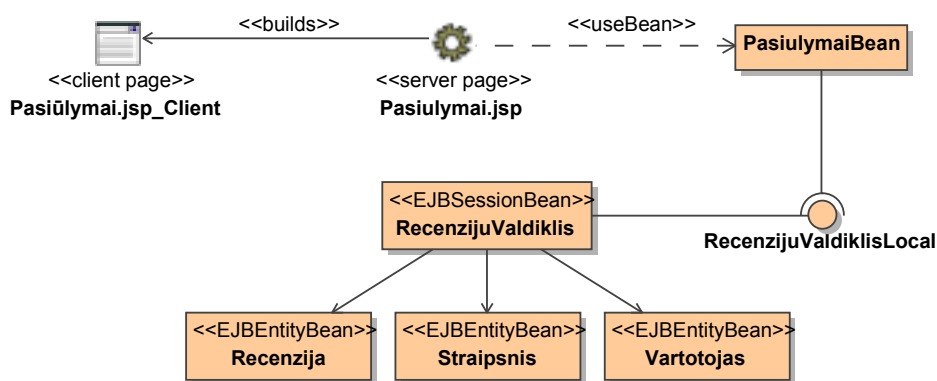 <<builds>>
<<useBean>>
PasiulymaiBean
<<client page>>
Pasiūlymai.jsp_Client
<<server page>>
Pasiulymai.jsp
<<EJBSessionBean>>
RecenzijuValdiklis
RecenzijuValdiklisLocal
<<EJBEntityBean>>
Recenzija
<<EJBEntityBean>>
Straipsnis
<<EJBEntityBean>>
Vartotojas